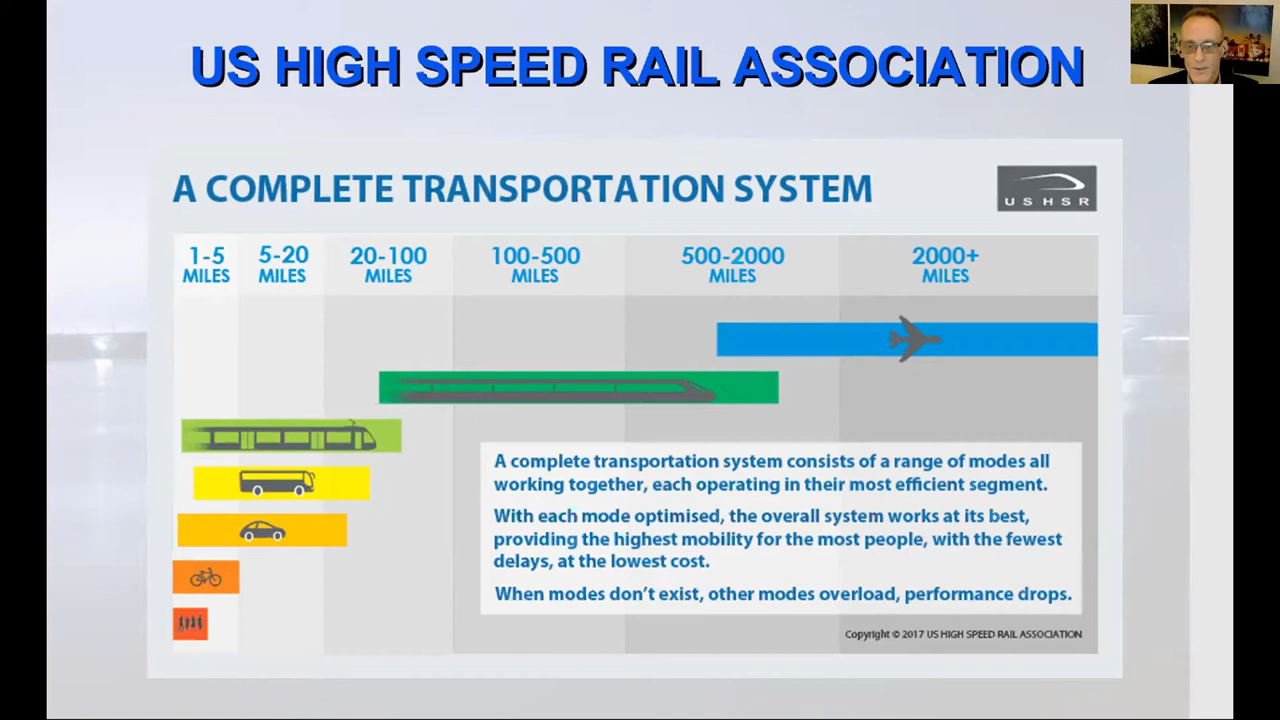 US HIGH SPEED RAIL ASSOCIATION
A COMPLETE TRANSPORTATION SYSTEM
USHSR
1-5
MILES
5-20
MILES
20-100
MILES
100-500
MILES
500-2000
MILES
2000+
MILES
A complete transportation system consists of a range of modes all
working together, each operating in their most efficient segment.
With each mode optimised, the overall system works at its best,
providing the highest mobility for the most people, with the fewest
delays, at the lowest cost.
When modes don't exist, other modes overload, performance drops.
Copyright © 2017 US HIGH SPEED RAIL ASSOCIATION